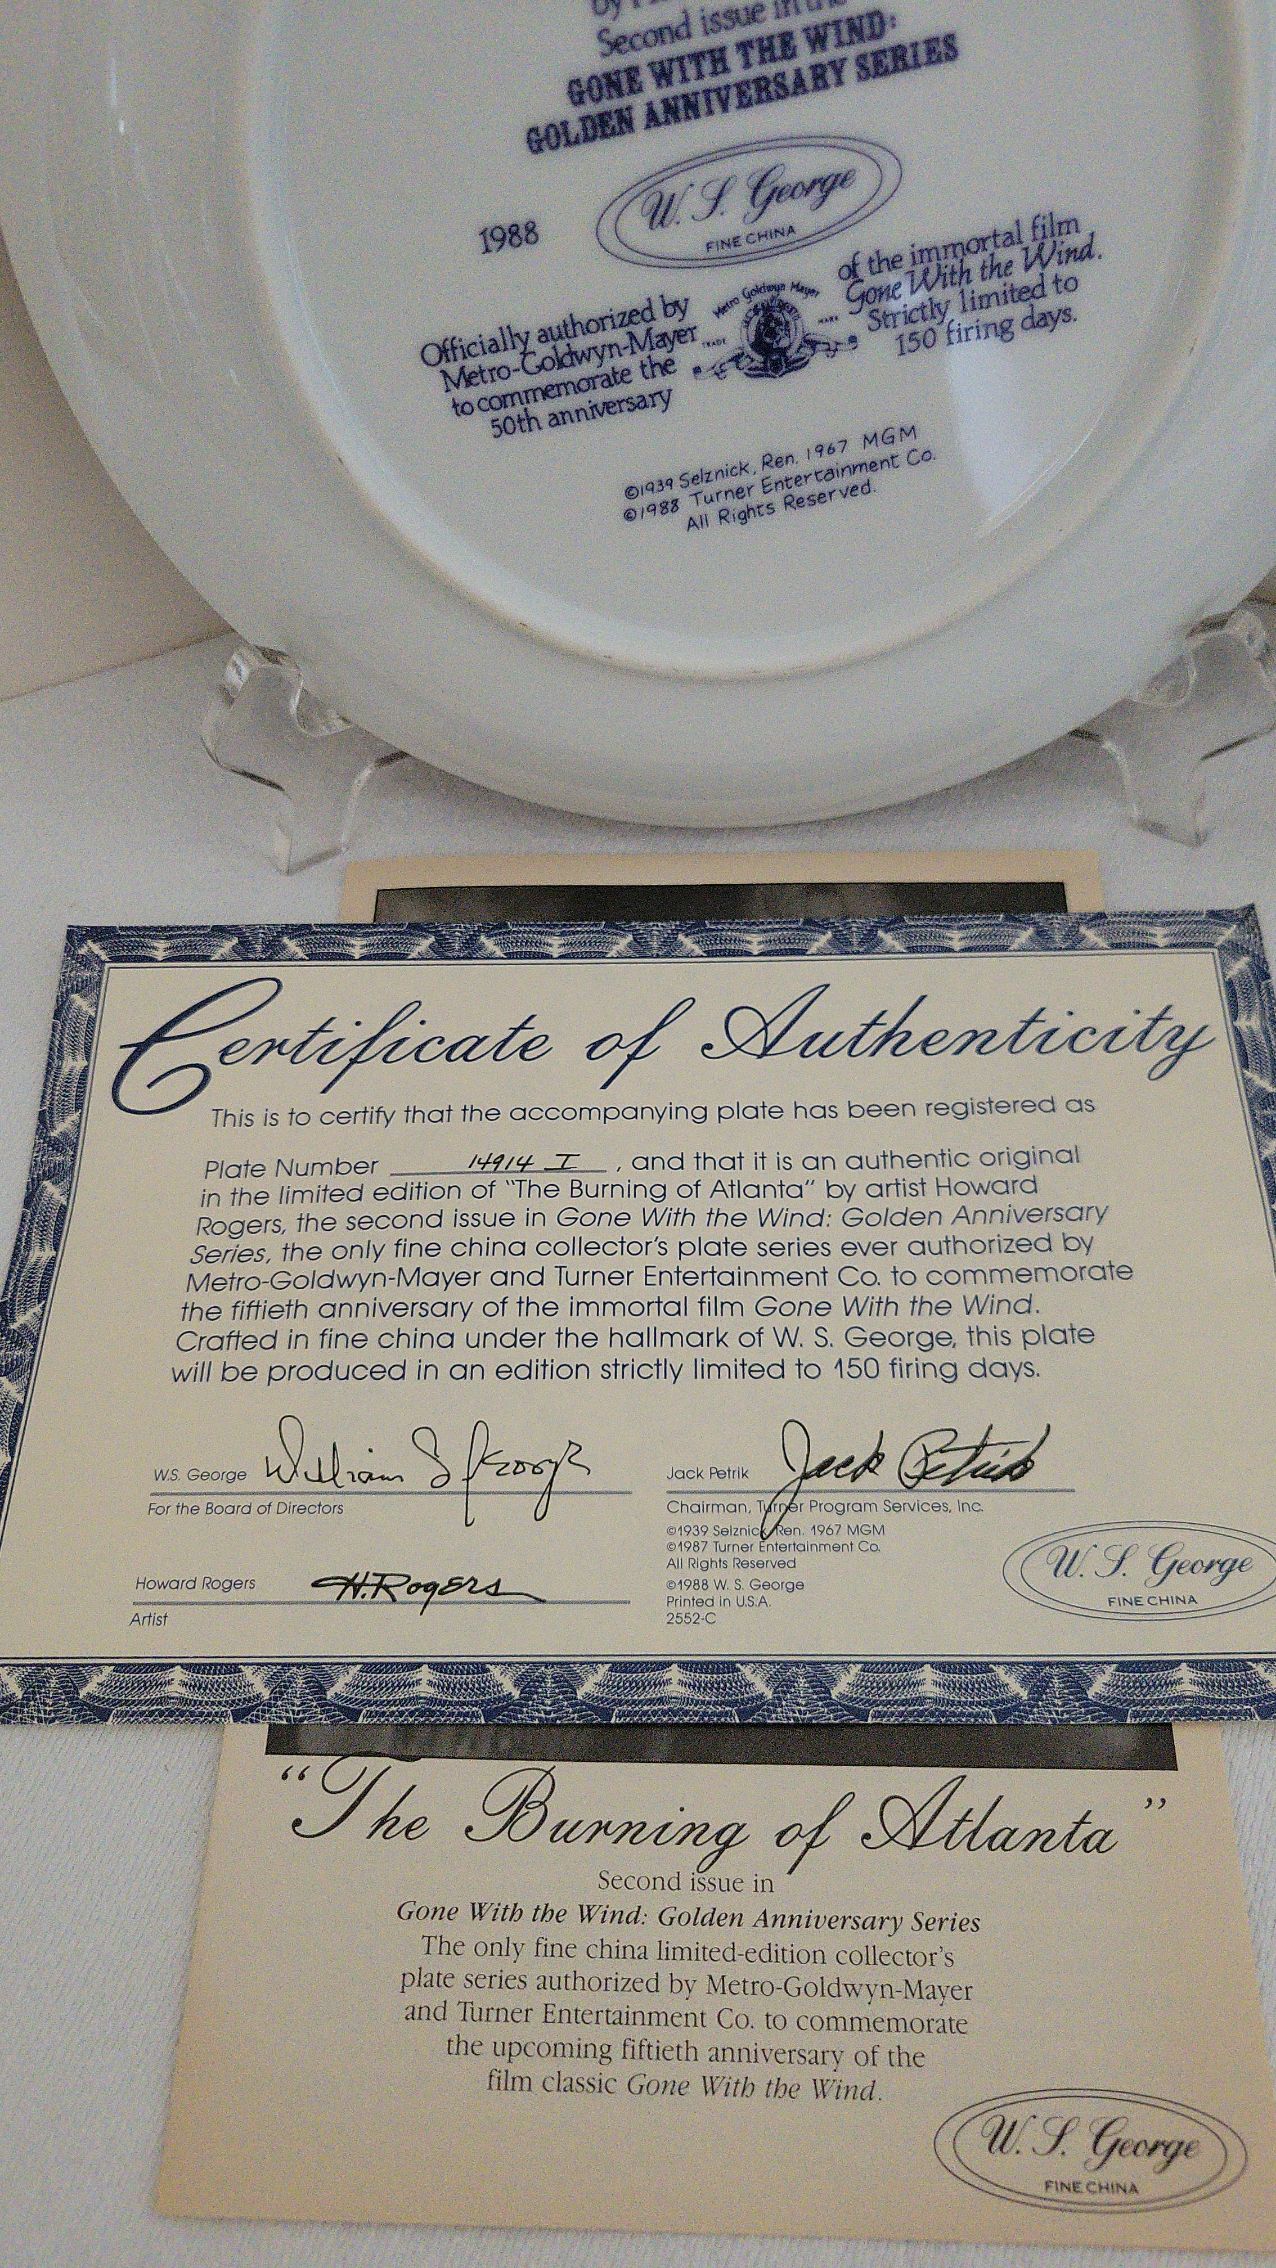 by
Second issue in the
GONE WITH THE WIND:
GOLDEN ANNIVERSARY SERIES
W. S. George
FINE CHINA
1988
Officially authorized by
Metro-Goldwyn-Mayer
to commemorate the
50th anniversary
Metro Goldwyn Mayer
TRADE
MARK
of the immortal film
Gone With the Wind.
Strictly limited to
150 firing days.
©1939 Selznick, Ren. 1967 MGM
©1988 Turner Entertainment Co.
All Rights Reserved.
Certificate of Authenticity
This is to certify that the accompanying plate has been registered as
Plate Number 14914 I, and that it is an authentic original
in the limited edition of "The Burning of Atlanta" by artist Howard
Rogers, the second issue in Gone With the Wind: Golden Anniversary
Series, the only fine china collector's plate series ever authorized by
Metro-Goldwyn-Mayer and Turner Entertainment Co. to commemorate
the fiftieth anniversary of the immortal film Gone With the Wind.
Crafted in fine china under the hallmark of W. S. George, this plate
will be produced in an edition strictly limited to 150 firing days.
W.S. George William S George
For the Board of Directors
Jack Petrik Jack Petrik
Chairman, Turner Program Services, Inc.
©1939 Selznick, Ren. 1967 MGM
©1987 Turner Entertainment Co.
All Rights Reserved
©1988 W. S. George
Printed in U.S.A.
2552-C
Howard Rogers H. Rogers
Artist
W. S. George
FINE CHINA
"The Burning of Atlanta"
Second issue in
Gone With the Wind: Golden Anniversary Series
The only fine china limited-edition collector's
plate series authorized by Metro-Goldwyn-Mayer
and Turner Entertainment Co. to commemorate
the upcoming fiftieth anniversary of the
film classic Gone With the Wind.
W. S. George
FINE CHINA